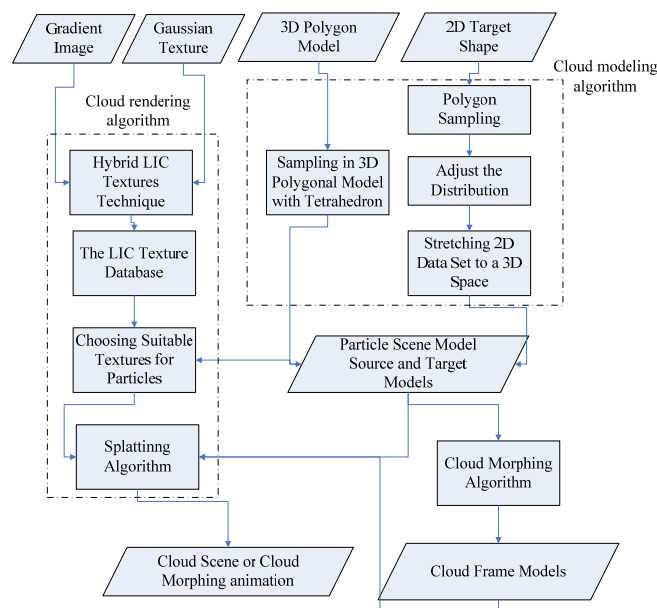 Gradient
Image
Gaussian
Texture
3D Polygon
Model
2D Target
Shape
Cloud modeling
algorithm
Cloud rendering
algorithm
Polygon
Sampling
Hybrid LIC
Textures
Technique
Sampling in 3D
Polygonal Model
with Tetrahedron
Adjust the
Distribution
The LIC Texture
Database
Stretching 2D
Data Set to a 3D
Space
Choosing Suitable
Textures for
Particles
Particle Scene Model
Source and Target
Models
Splattinng
Algorithm
Cloud Morphing
Algorithm
Cloud Scene or Cloud
Morphing animation
Cloud Frame Models